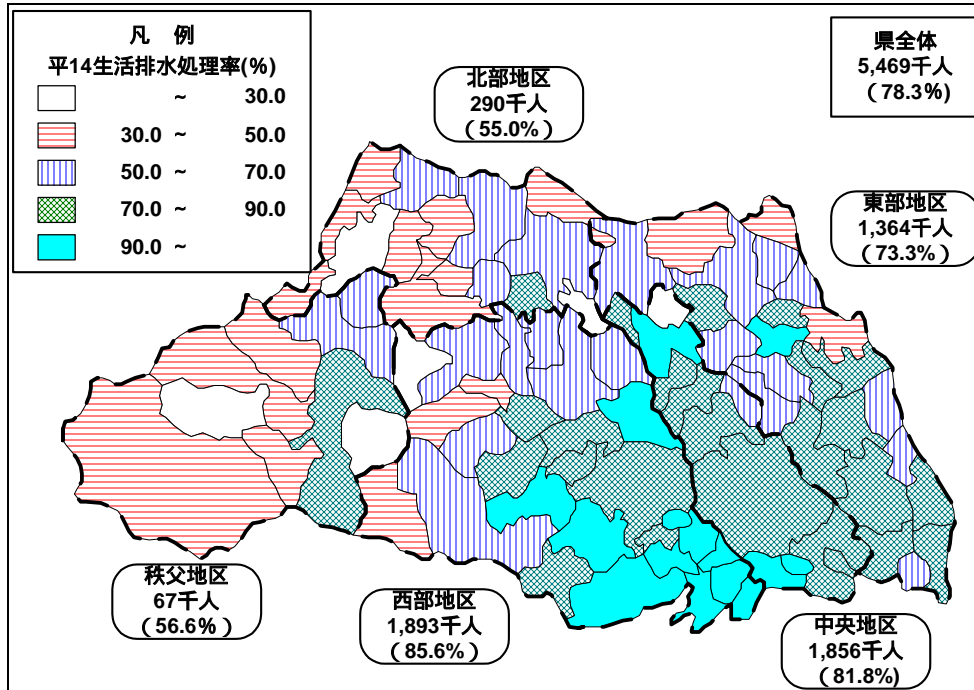 凡 例
平14生活排水処理率(%)
~ 30.0
30.0 ~ 50.0
50.0 ~ 70.0
70.0 ~ 90.0
90.0 ~
北部地区
290千人
(55.0%)
県全体
5,469千人
(78.3%)
東部地区
1,364千人
(73.3%)
秩父地区
67千人
(56.6%)
西部地区
1,893千人
(85.6%)
中央地区
1,856千人
(81.8%)